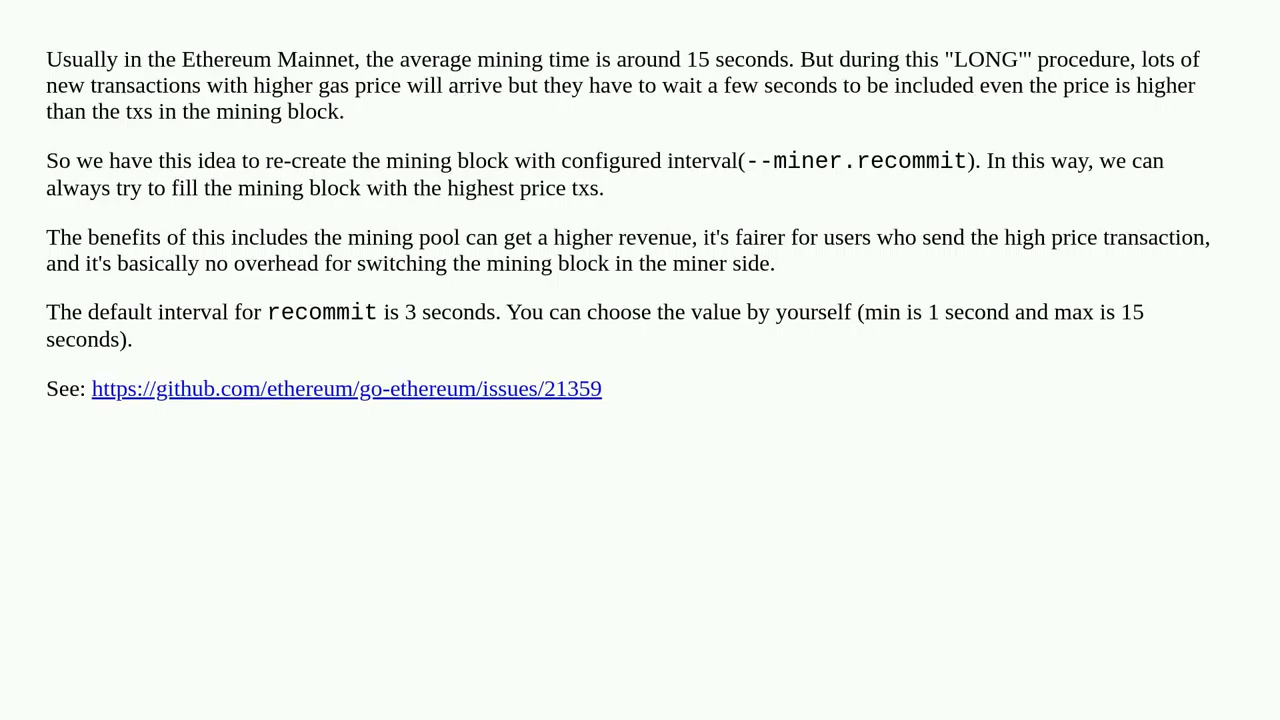 Usually in the Ethereum Mainnet, the average mining time is around 15 seconds. But during this "LONG"' procedure, lots of
new transactions with higher gas price will arrive but they have to wait a few seconds to be included even the price is higher
than the txs in the mining block.
So we have this idea to re-create the mining block with configured interval(--miner.recommit). In this way, we can
always try to fill the mining block with the highest price txs.
The benefits of this includes the mining pool can get a higher revenue, it's fairer for users who send the high price transaction,
and it's basically no overhead for switching the mining block in the miner side.
The default interval for recommit is 3 seconds. You can choose the value by yourself (min is 1 second and max is 15
seconds).
See: https://github.com/ethereum/go-ethereum/issues/21359